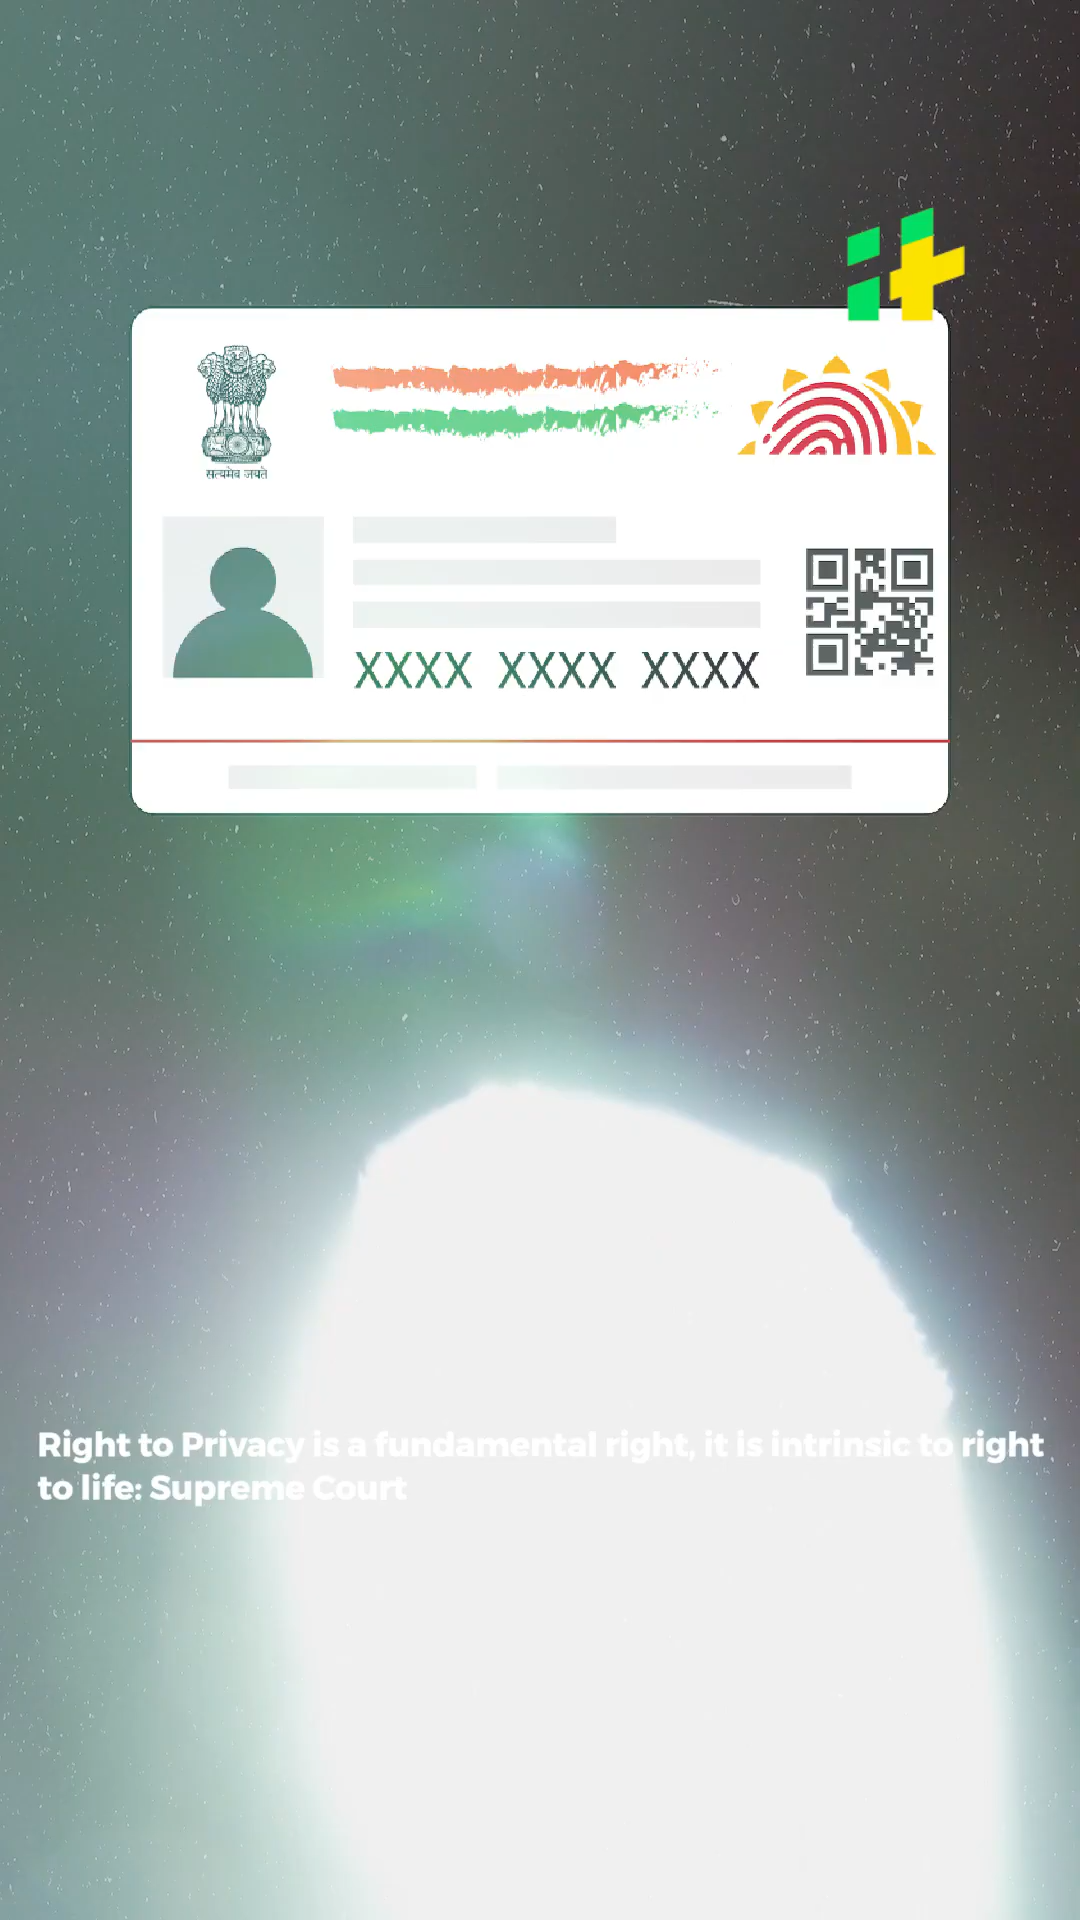 it
सत्यमेव जयते
XXXX XXXX XXXX
Right to Privacy is a fundamental right, it is intrinsic to right
to life: Supreme Court